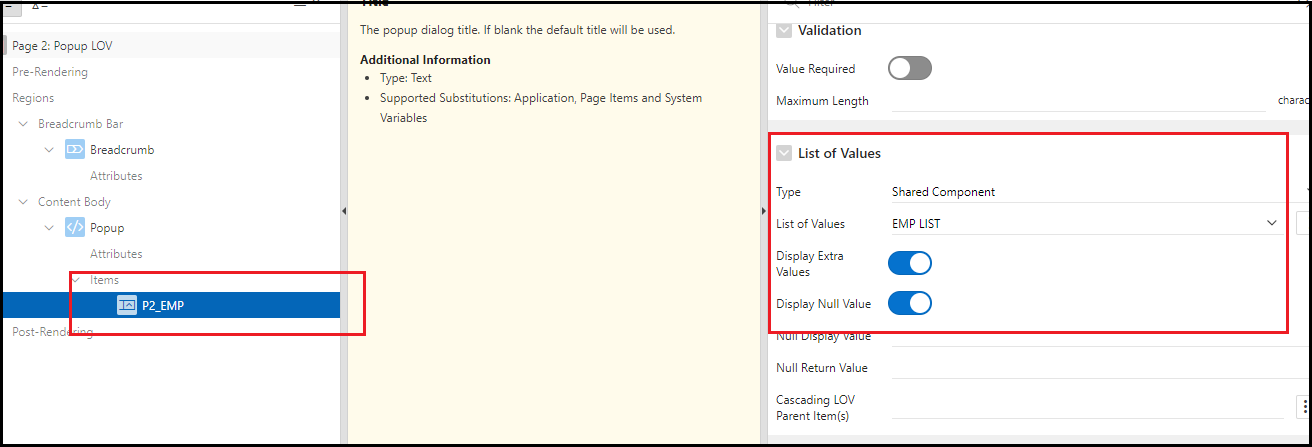 Page 2: Popup LOV
Pre-Rendering
Regions
Breadcrumb Bar
Breadcrumb
Attributes
Content Body
Popup
Attributes
Items
P2_EMP
Post-Rendering
Title
The popup dialog title. If blank the default title will be used.
Additional Information
Type: Text
Supported Substitutions: Application, Page Items and System
Variables
Filter
Validation
Value Required
Maximum Length
charac
List of Values
Type
Shared Component
List of Values
EMP LIST
Display Extra
Values
Display Null Value
Null Display Value
Null Return Value
Cascading LOV
Parent Item(s)